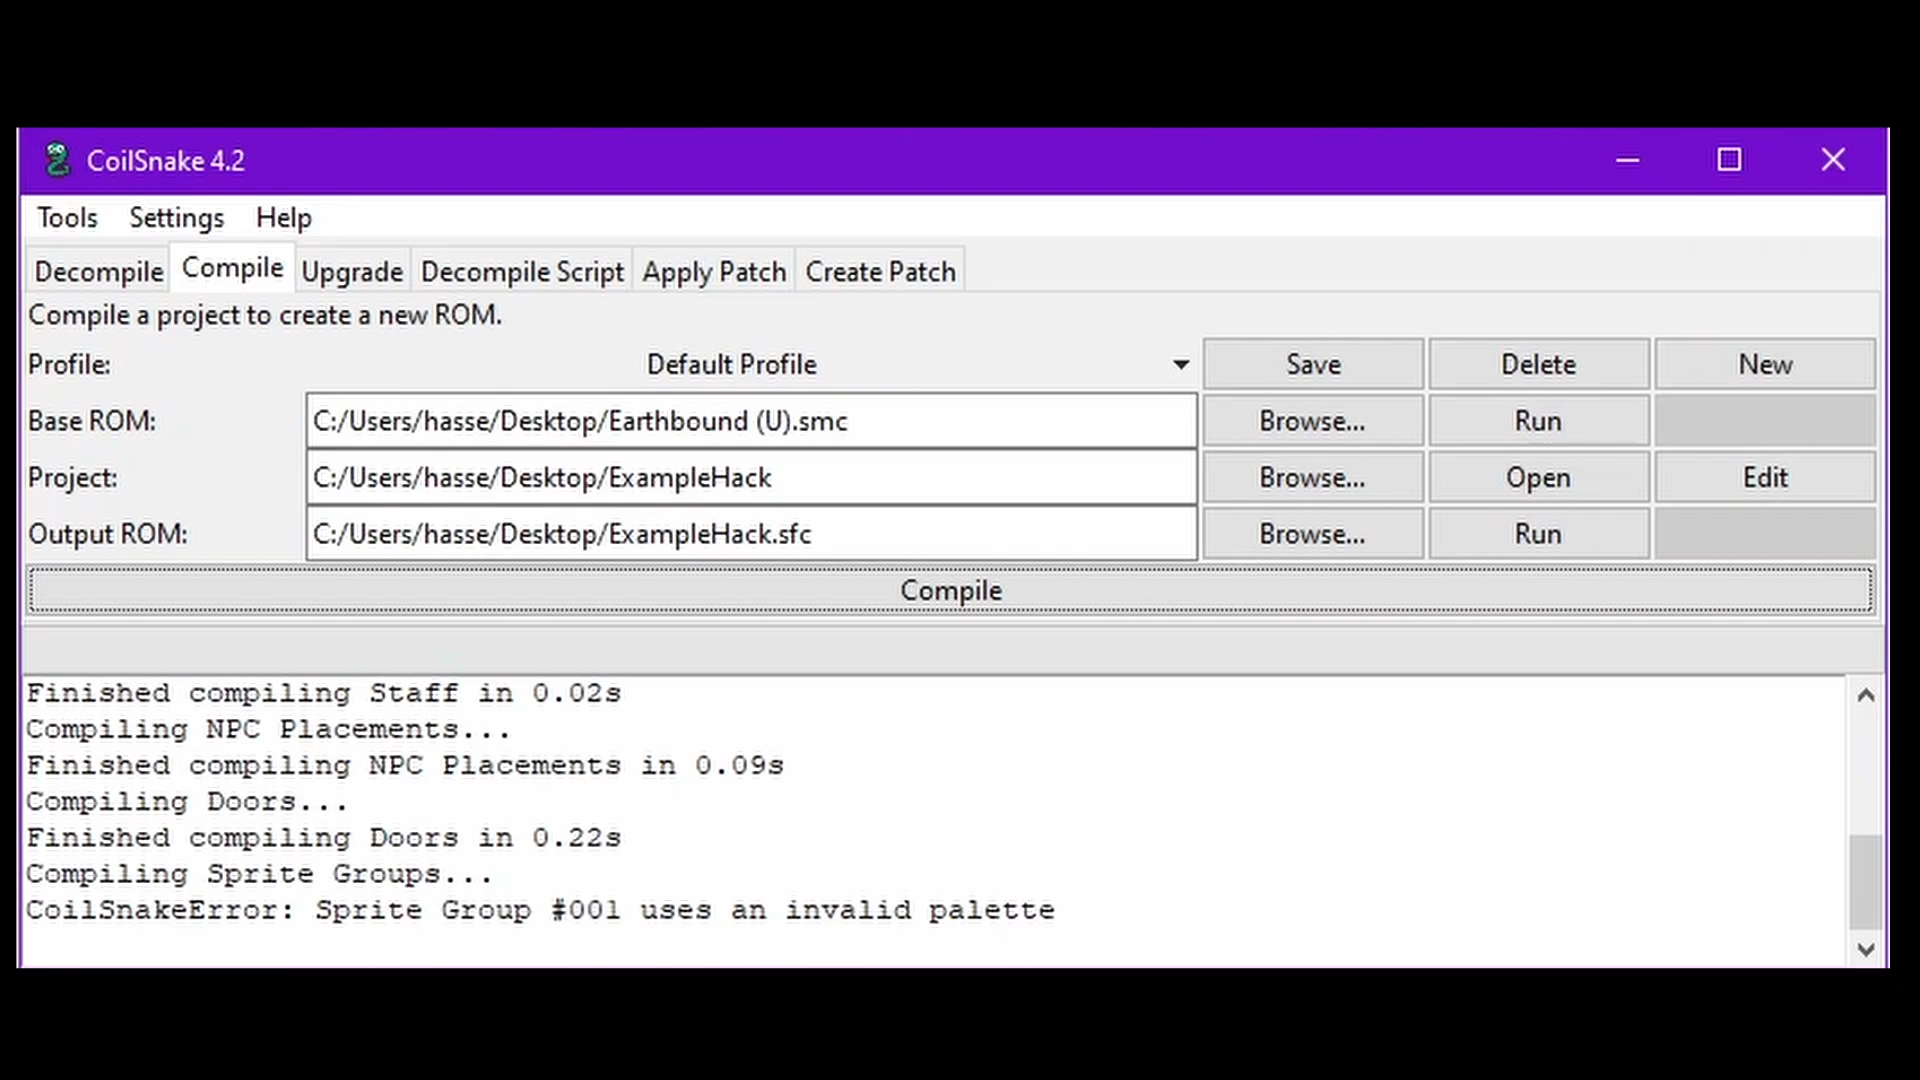 CoilSnake 4.2
Tools Settings Help
Decompile Compile Upgrade Decompile Script Apply Patch Create Patch
Compile a project to create a new ROM.
Profile: Default Profile Save Delete New
Base ROM: C:/Users/hasse/Desktop/Earthbound (U).smc Browse... Run
Project: C:/Users/hasse/Desktop/ExampleHack Browse... Open Edit
Output ROM: C:/Users/hasse/Desktop/ExampleHack.sfc Browse... Run
Compile
Finished compiling Staff in 0.02s
Compiling NPC Placements...
Finished compiling NPC Placements in 0.09s
Compiling Doors...
Finished compiling Doors in 0.22s
Compiling Sprite Groups...
CoilSnakeError: Sprite Group #001 uses an invalid palette